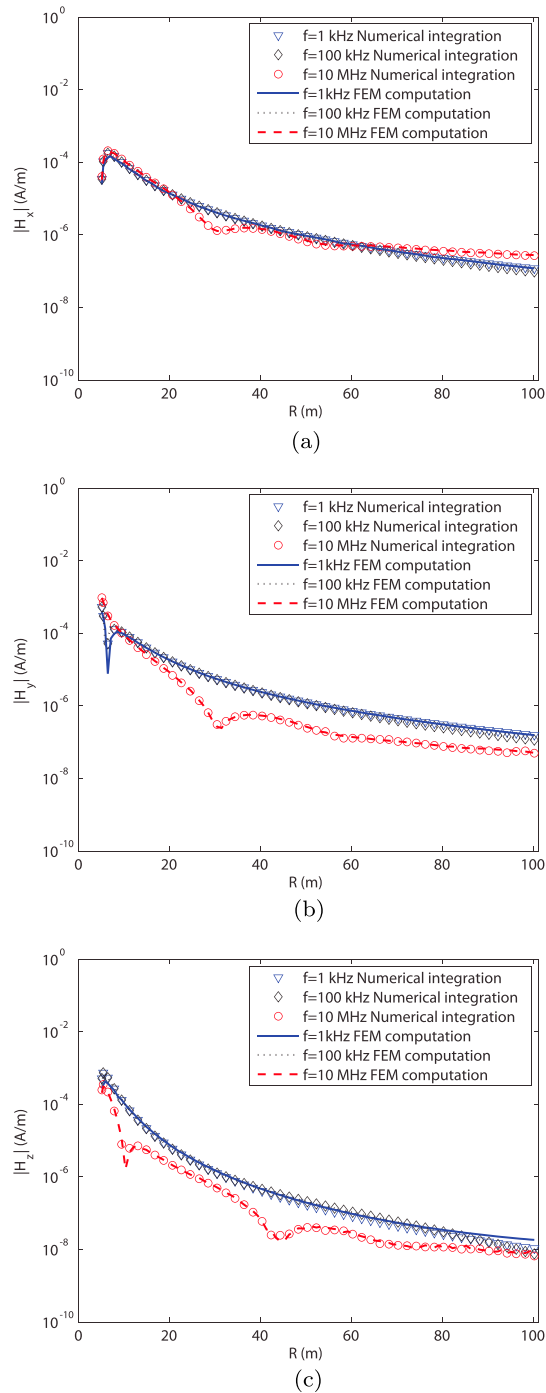 10^0
10^-2
10^-4
10^-6
10^-8
10^-10
|H_x| (A/m)
f=1 kHz Numerical integration
f=100 kHz Numerical integration
f=10 MHz Numerical integration
f=1kHz FEM computation
f=100 kHz FEM computation
f=10 MHz FEM computation
0 20 40 60 80 100
R (m)
(a)
10^0
10^-2
10^-4
10^-6
10^-8
10^-10
|H_y| (A/m)
f=1 kHz Numerical integration
f=100 kHz Numerical integration
f=10 MHz Numerical integration
f=1kHz FEM computation
f=100 kHz FEM computation
f=10 MHz FEM computation
0 20 40 60 80 100
R (m)
(b)
10^0
10^-2
10^-4
10^-6
10^-8
10^-10
|H_z| (A/m)
f=1 kHz Numerical integration
f=100 kHz Numerical integration
f=10 MHz Numerical integration
f=1kHz FEM computation
f=100 kHz FEM computation
f=10 MHz FEM computation
0 20 40 60 80 100
R (m)
(c)